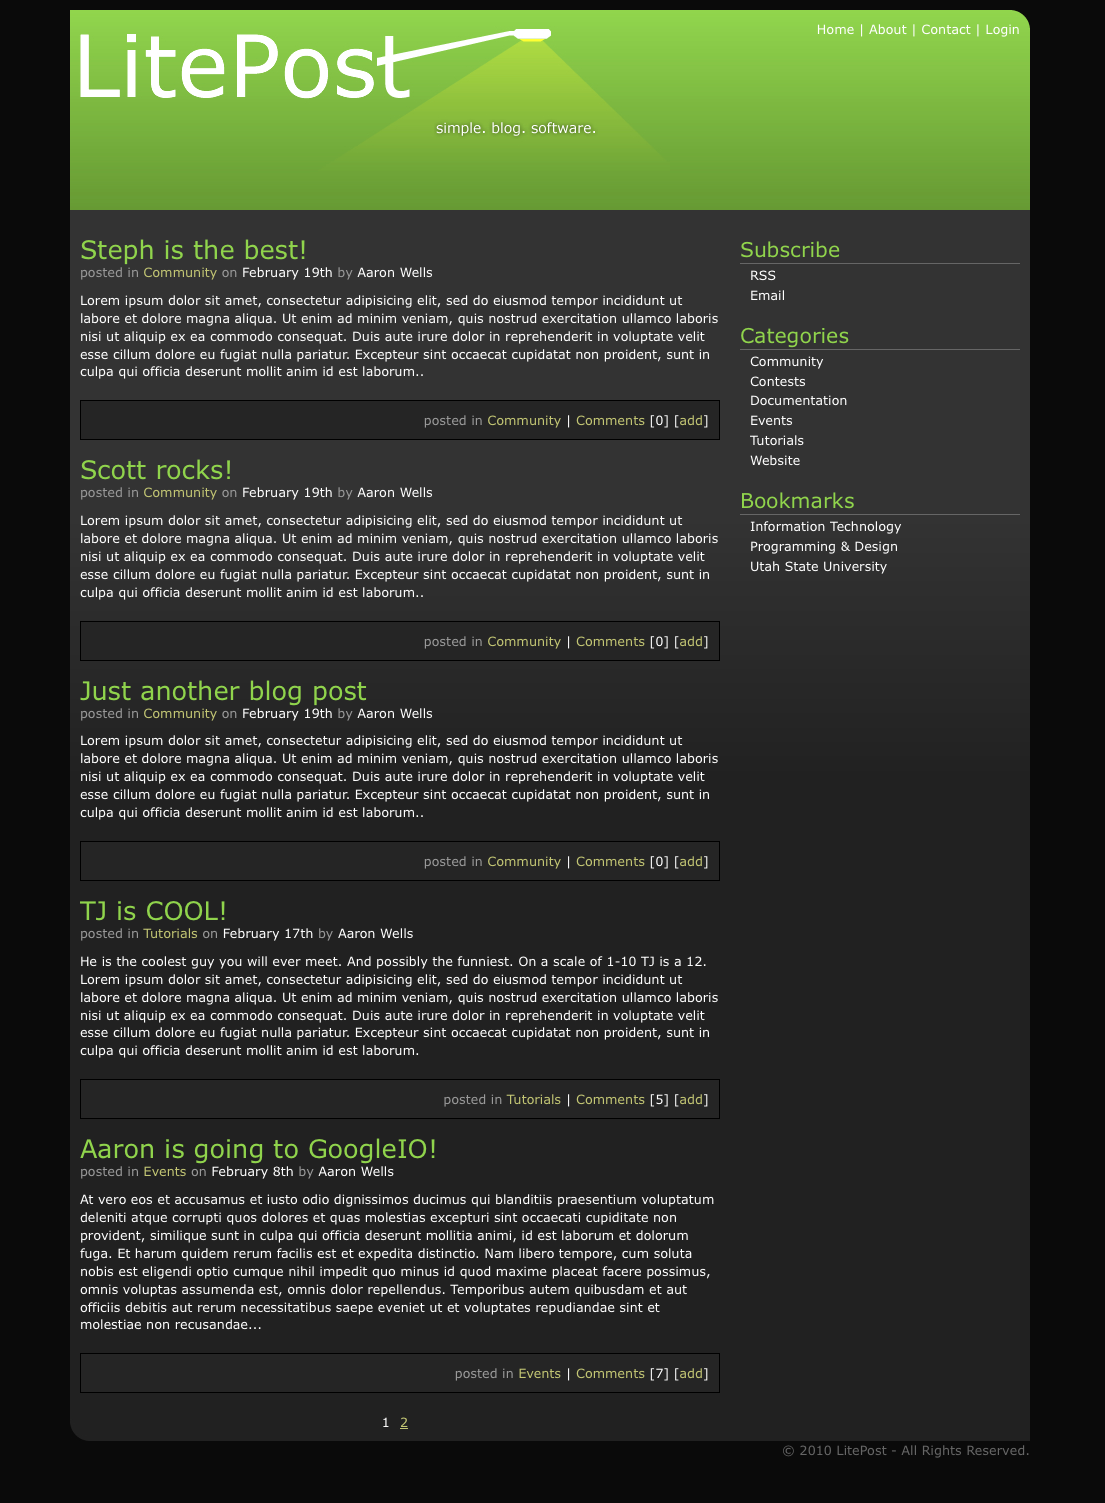 LitePost
Home | About | Contact | Login
simple. blog. software.
Steph is the best!
posted in Community on February 19th by Aaron Wells
Lorem ipsum dolor sit amet, consectetur adipisicing elit, sed do eiusmod tempor incididunt ut
labore et dolore magna aliqua. Ut enim ad minim veniam, quis nostrud exercitation ullamco laboris
nisi ut aliquip ex ea commodo consequat. Duis aute irure dolor in reprehenderit in voluptate velit
esse cillum dolore eu fugiat nulla pariatur. Excepteur sint occaecat cupidatat non proident, sunt in
culpa qui officia deserunt mollit anim id est laborum..
posted in Community | Comments [0] [add]
Scott rocks!
posted in Community on February 19th by Aaron Wells
Lorem ipsum dolor sit amet, consectetur adipisicing elit, sed do eiusmod tempor incididunt ut
labore et dolore magna aliqua. Ut enim ad minim veniam, quis nostrud exercitation ullamco laboris
nisi ut aliquip ex ea commodo consequat. Duis aute irure dolor in reprehenderit in voluptate velit
esse cillum dolore eu fugiat nulla pariatur. Excepteur sint occaecat cupidatat non proident, sunt in
culpa qui officia deserunt mollit anim id est laborum..
posted in Community | Comments [0] [add]
Just another blog post
posted in Community on February 19th by Aaron Wells
Lorem ipsum dolor sit amet, consectetur adipisicing elit, sed do eiusmod tempor incididunt ut
labore et dolore magna aliqua. Ut enim ad minim veniam, quis nostrud exercitation ullamco laboris
nisi ut aliquip ex ea commodo consequat. Duis aute irure dolor in reprehenderit in voluptate velit
esse cillum dolore eu fugiat nulla pariatur. Excepteur sint occaecat cupidatat non proident, sunt in
culpa qui officia deserunt mollit anim id est laborum..
posted in Community | Comments [0] [add]
TJ is COOL!
posted in Tutorials on February 17th by Aaron Wells
He is the coolest guy you will ever meet. And possibly the funniest. On a scale of 1-10 TJ is a 12.
Lorem ipsum dolor sit amet, consectetur adipisicing elit, sed do eiusmod tempor incididunt ut
labore et dolore magna aliqua. Ut enim ad minim veniam, quis nostrud exercitation ullamco laboris
nisi ut aliquip ex ea commodo consequat. Duis aute irure dolor in reprehenderit in voluptate velit
esse cillum dolore eu fugiat nulla pariatur. Excepteur sint occaecat cupidatat non proident, sunt in
culpa qui officia deserunt mollit anim id est laborum.
posted in Tutorials | Comments [5] [add]
Aaron is going to GoogleIO!
posted in Events on February 8th by Aaron Wells
At vero eos et accusamus et iusto odio dignissimos ducimus qui blanditiis praesentium voluptatum
deleniti atque corrupti quos dolores et quas molestias excepturi sint occaecati cupiditate non
provident, similique sunt in culpa qui officia deserunt mollitia animi, id est laborum et dolorum
fuga. Et harum quidem rerum facilis est et expedita distinctio. Nam libero tempore, cum soluta
nobis est eligendi optio cumque nihil impedit quo minus id quod maxime placeat facere possimus,
omnis voluptas assumenda est, omnis dolor repellendus. Temporibus autem quibusdam et aut
officiis debitis aut rerum necessitatibus saepe eveniet ut et voluptates repudiandae sint et
molestiae non recusandae...
posted in Events | Comments [7] [add]
1 2
Subscribe
RSS
Email
Categories
Community
Contests
Documentation
Events
Tutorials
Website
Bookmarks
Information Technology
Programming & Design
Utah State University
© 2010 LitePost - All Rights Reserved.